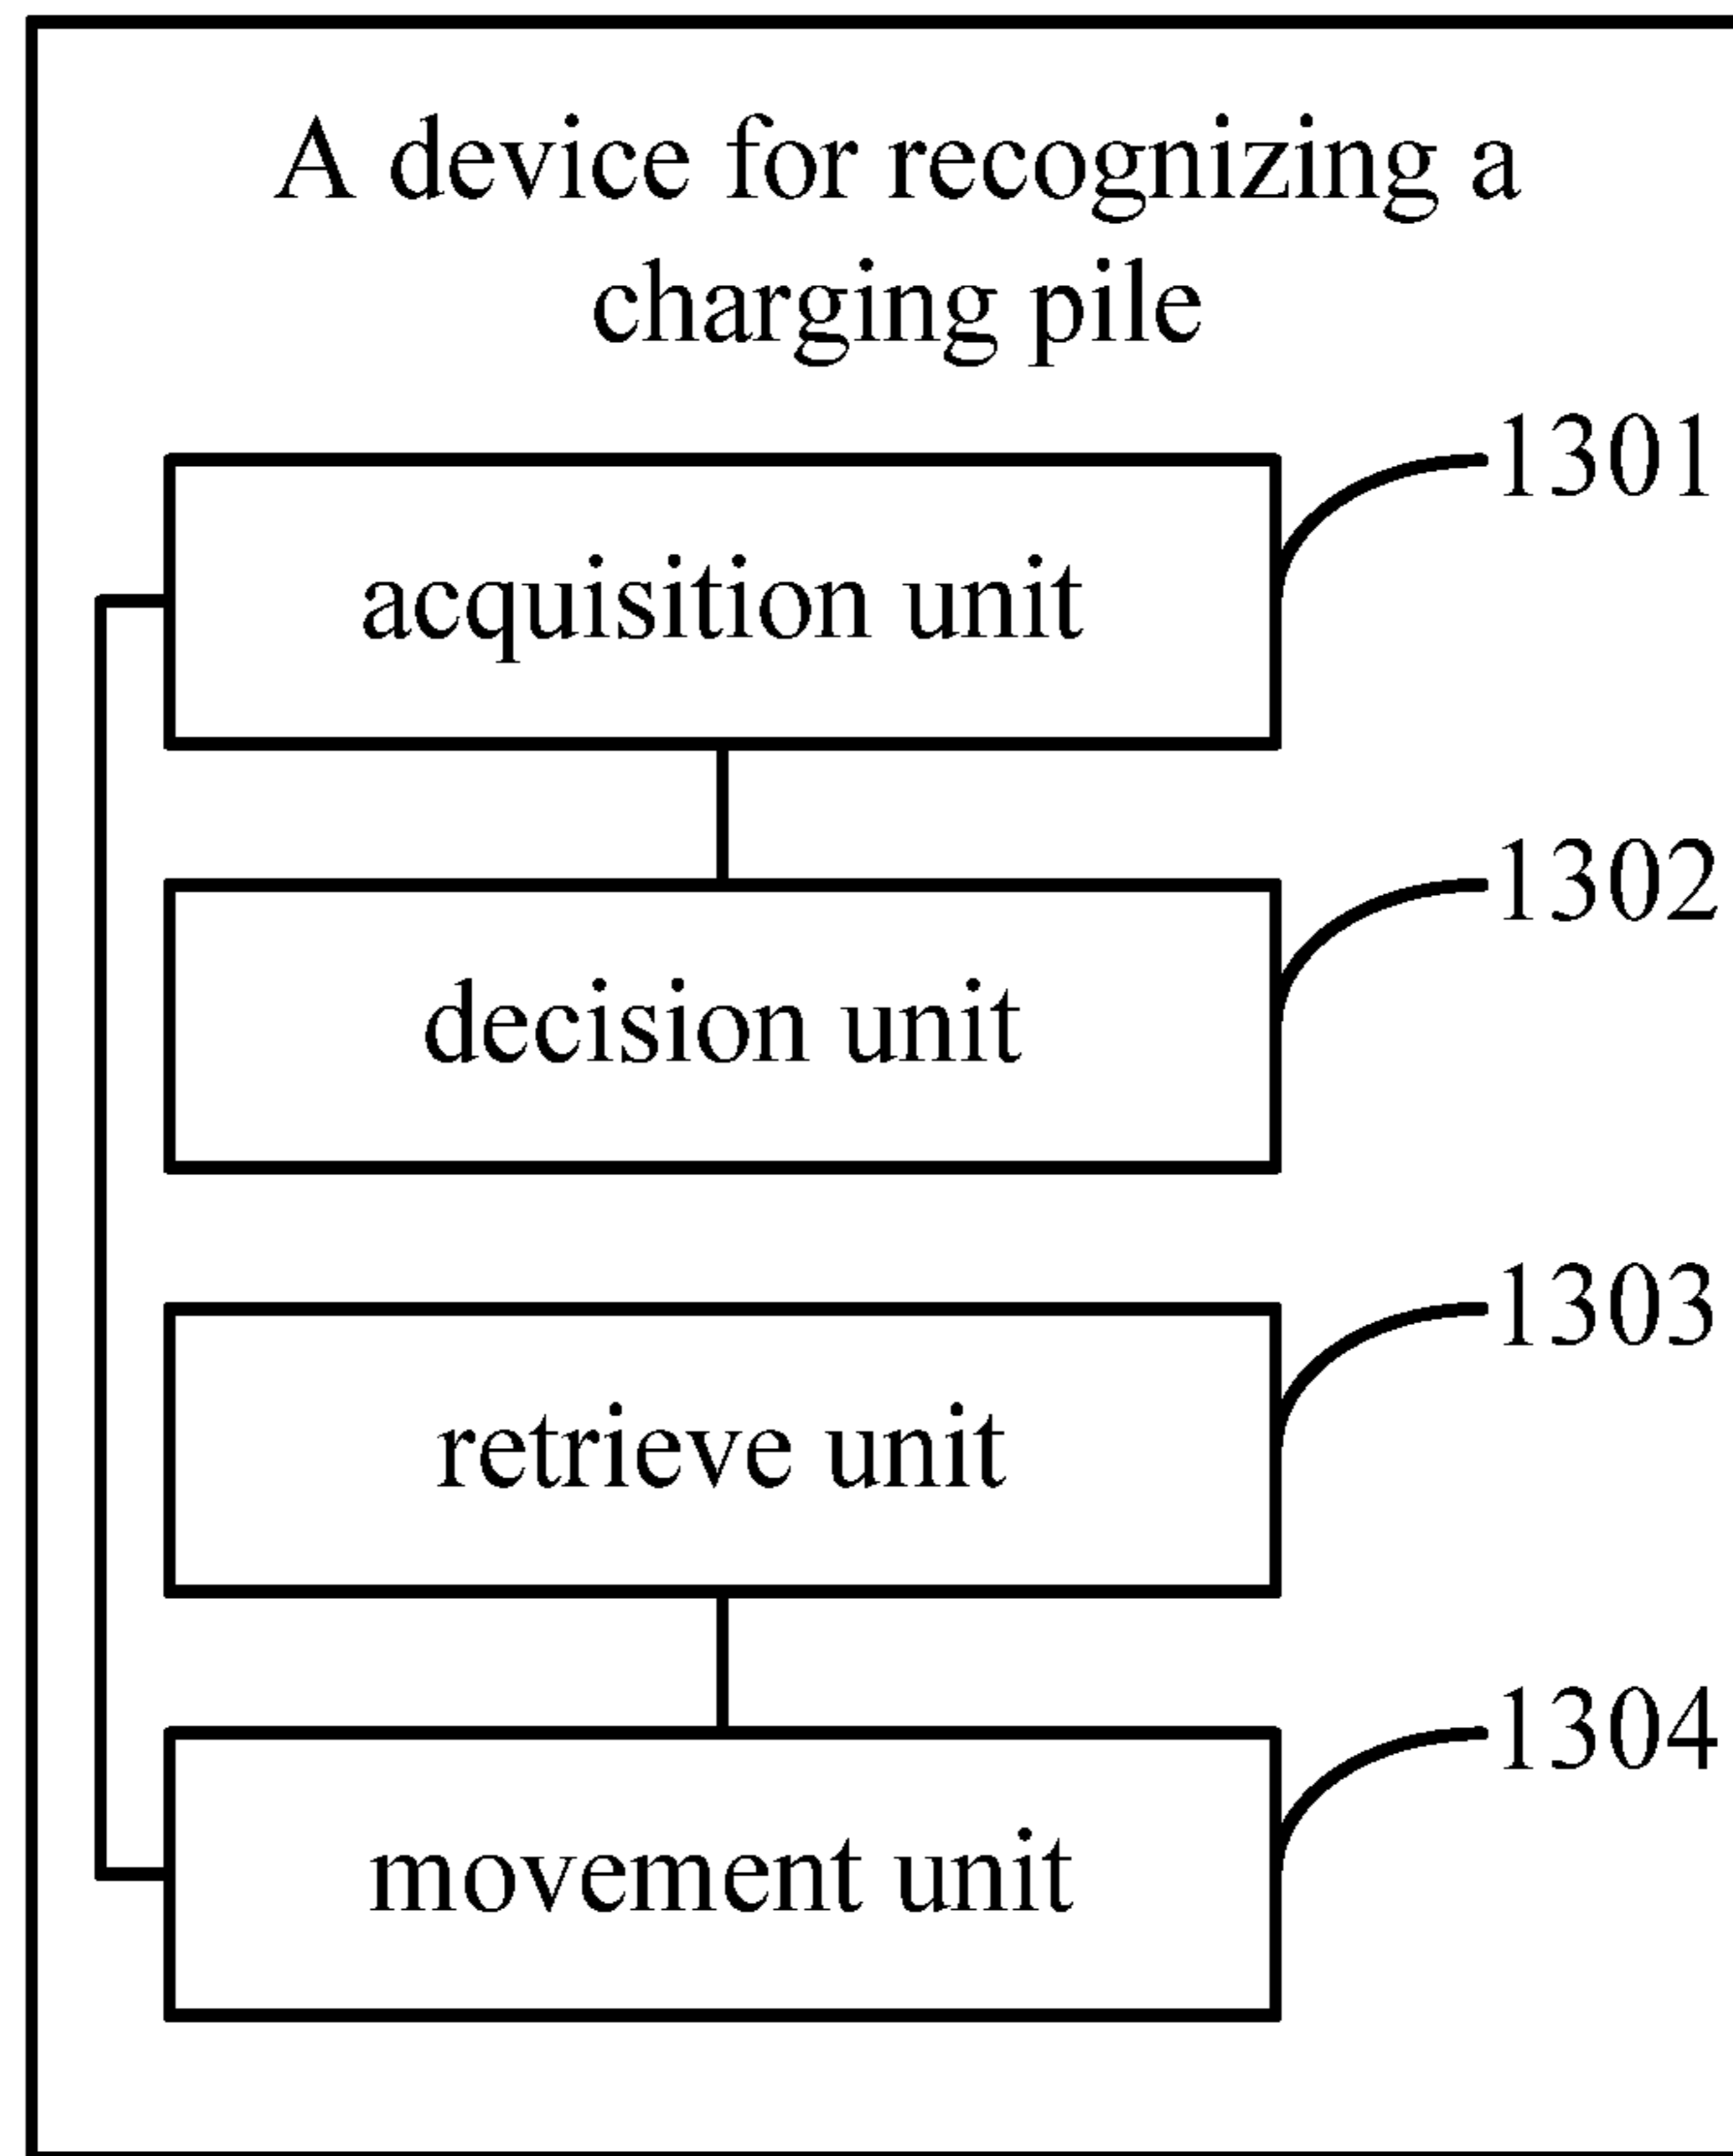 A device for recognizing a
charging pile
1301
acquisition unit
1302
decision unit
1303
retrieve unit
1304
movement unit